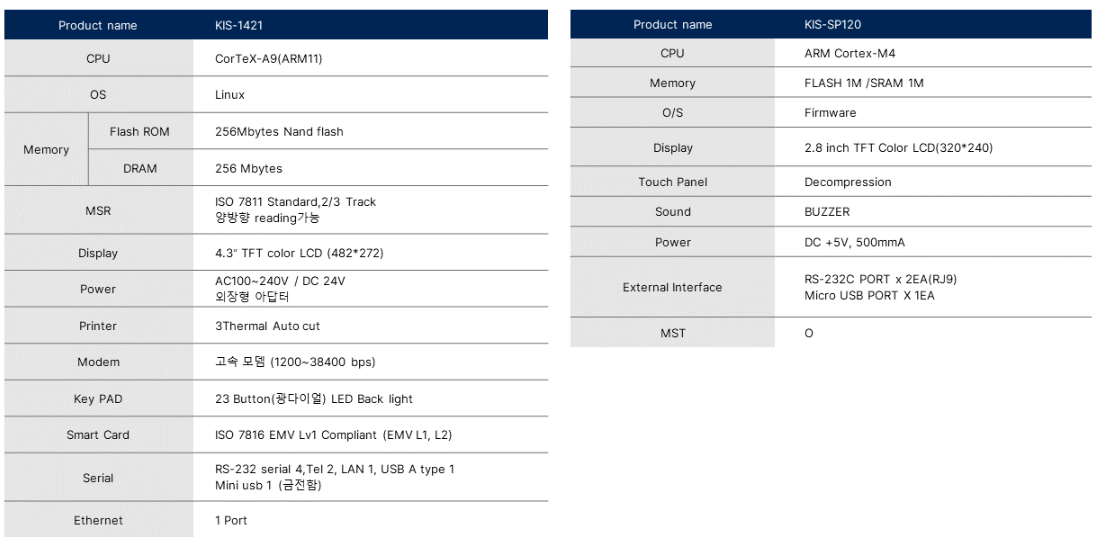 Product name KIS-1421
CPU CorTeX-A9(ARM11)
OS Linux
Memory Flash ROM 256Mbytes Nand flash
DRAM 256 Mbytes
MSR ISO 7811 Standard,2/3 Track
양방향 reading가능
Display 4.3" TFT color LCD (482*272)
Power AC100~240V / DC 24V
외장형 아답터
Printer 3Thermal Auto cut
Modem 고속 모뎀 (1200~38400 bps)
Key PAD 23 Button(광다이얼) LED Back light
Smart Card ISO 7816 EMV Lv1 Compliant (EMV L1, L2)
Serial RS-232 serial 4,Tel 2, LAN 1, USB A type 1
Mini usb 1 (금전함)
Ethernet 1 Port
Product name KIS-SP120
CPU ARM Cortex-M4
Memory FLASH 1M /SRAM 1M
O/S Firmware
Display 2.8 inch TFT Color LCD(320*240)
Touch Panel Decompression
Sound BUZZER
Power DC +5V, 500mmA
External Interface RS-232C PORT x 2EA(RJ9)
Micro USB PORT X 1EA
MST O